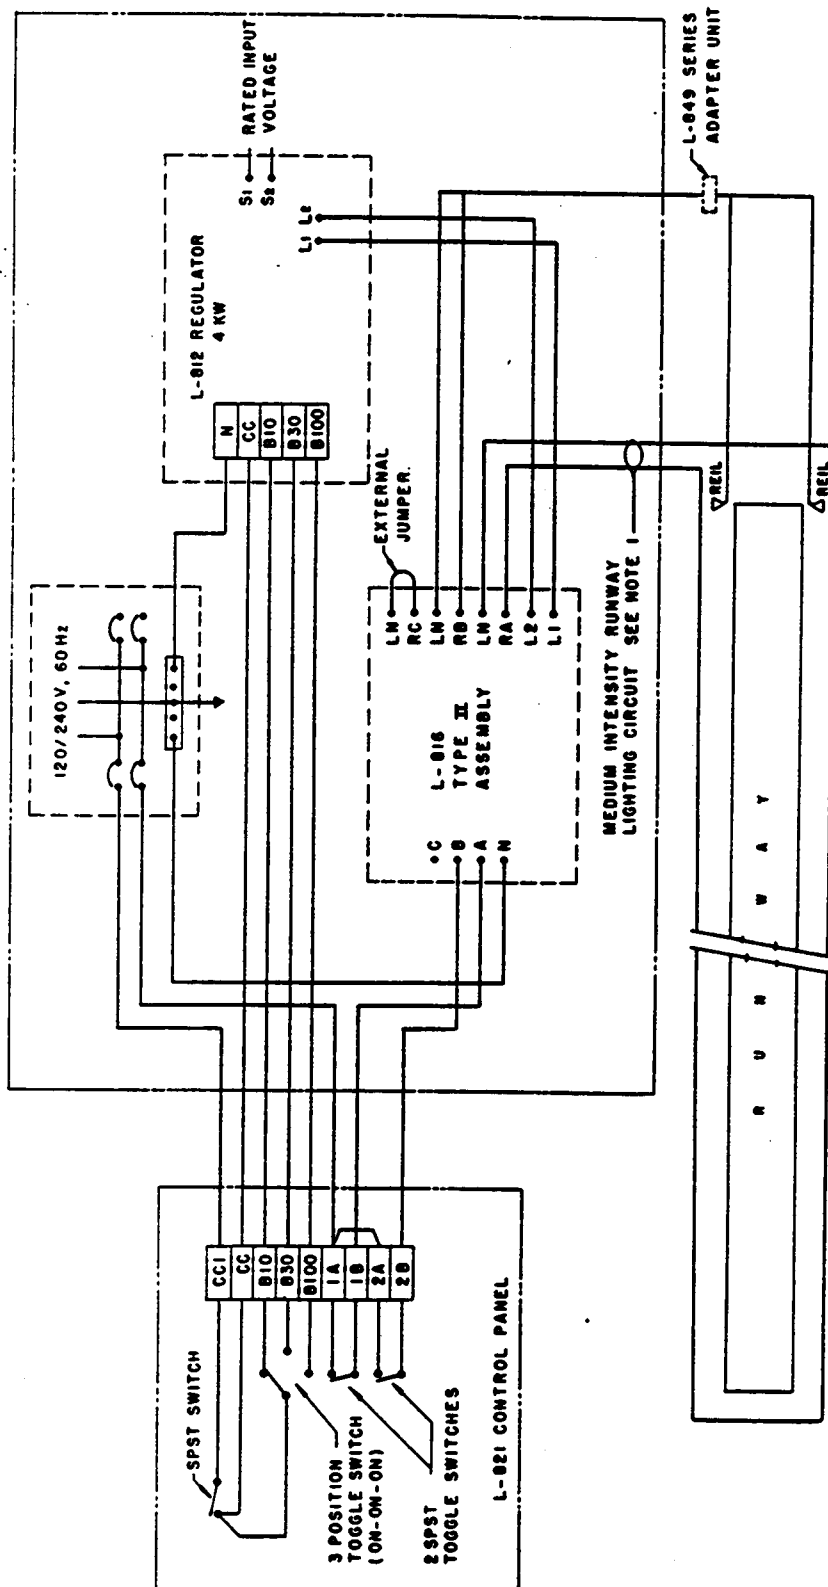 RATED INPUT
VOLTAGE
S1
S2
L1 L2
L-812 REGULATOR
4 KW
N
CC
B10
B30
B100
L-849 SERIES
ADAPTER UNIT
120/240V, 60 Hz
EXTERNAL
JUMPER.
LN
RC
LN
RB
LN
RA
L2
L1
L-816
TYPE II
ASSEMBLY
C
B
A
N
MEDIUM INTENSITY RUNWAY
LIGHTING CIRCUIT SEE NOTE 1
REIL
REIL
RUNWAY
SPST SWITCH
CC1
CC
B10
B30
B100
1A
1B
2A
2B
3 POSITION
TOGGLE SWITCH
(ON-ON-ON)
2 SPST
TOGGLE SWITCHES
L-821 CONTROL PANEL